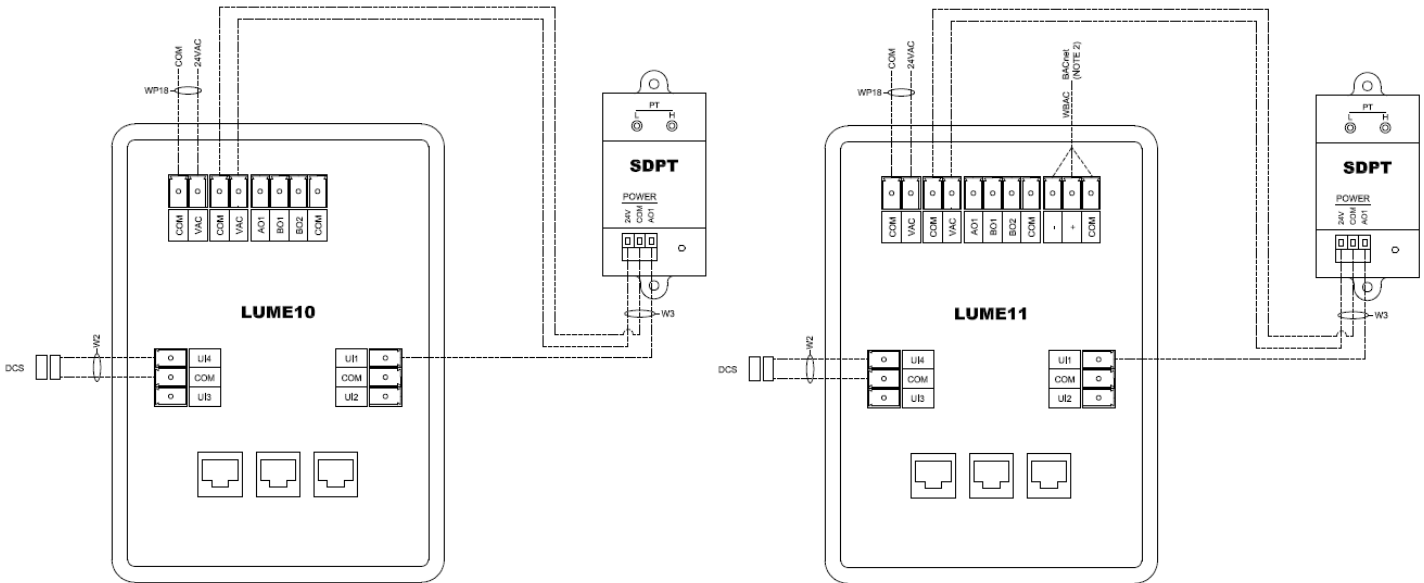 COM
24VAC
WP18
COM
VAC
COM
VAC
AO1
BO1
BO2
COM
LUME10
DCS
W2
UI4
COM
UI3
UI1
COM
UI2
PT
L H
SDPT
POWER
24V
COM
AO1
W3
COM
24VAC
WP18
WBAC
BACnet
(NOTE 2)
COM
VAC
COM
VAC
AO1
BO1
BO2
COM
-
+
COM
LUME11
DCS
W2
UI4
COM
UI3
UI1
COM
UI2
PT
L H
SDPT
POWER
24V
COM
AO1
W3